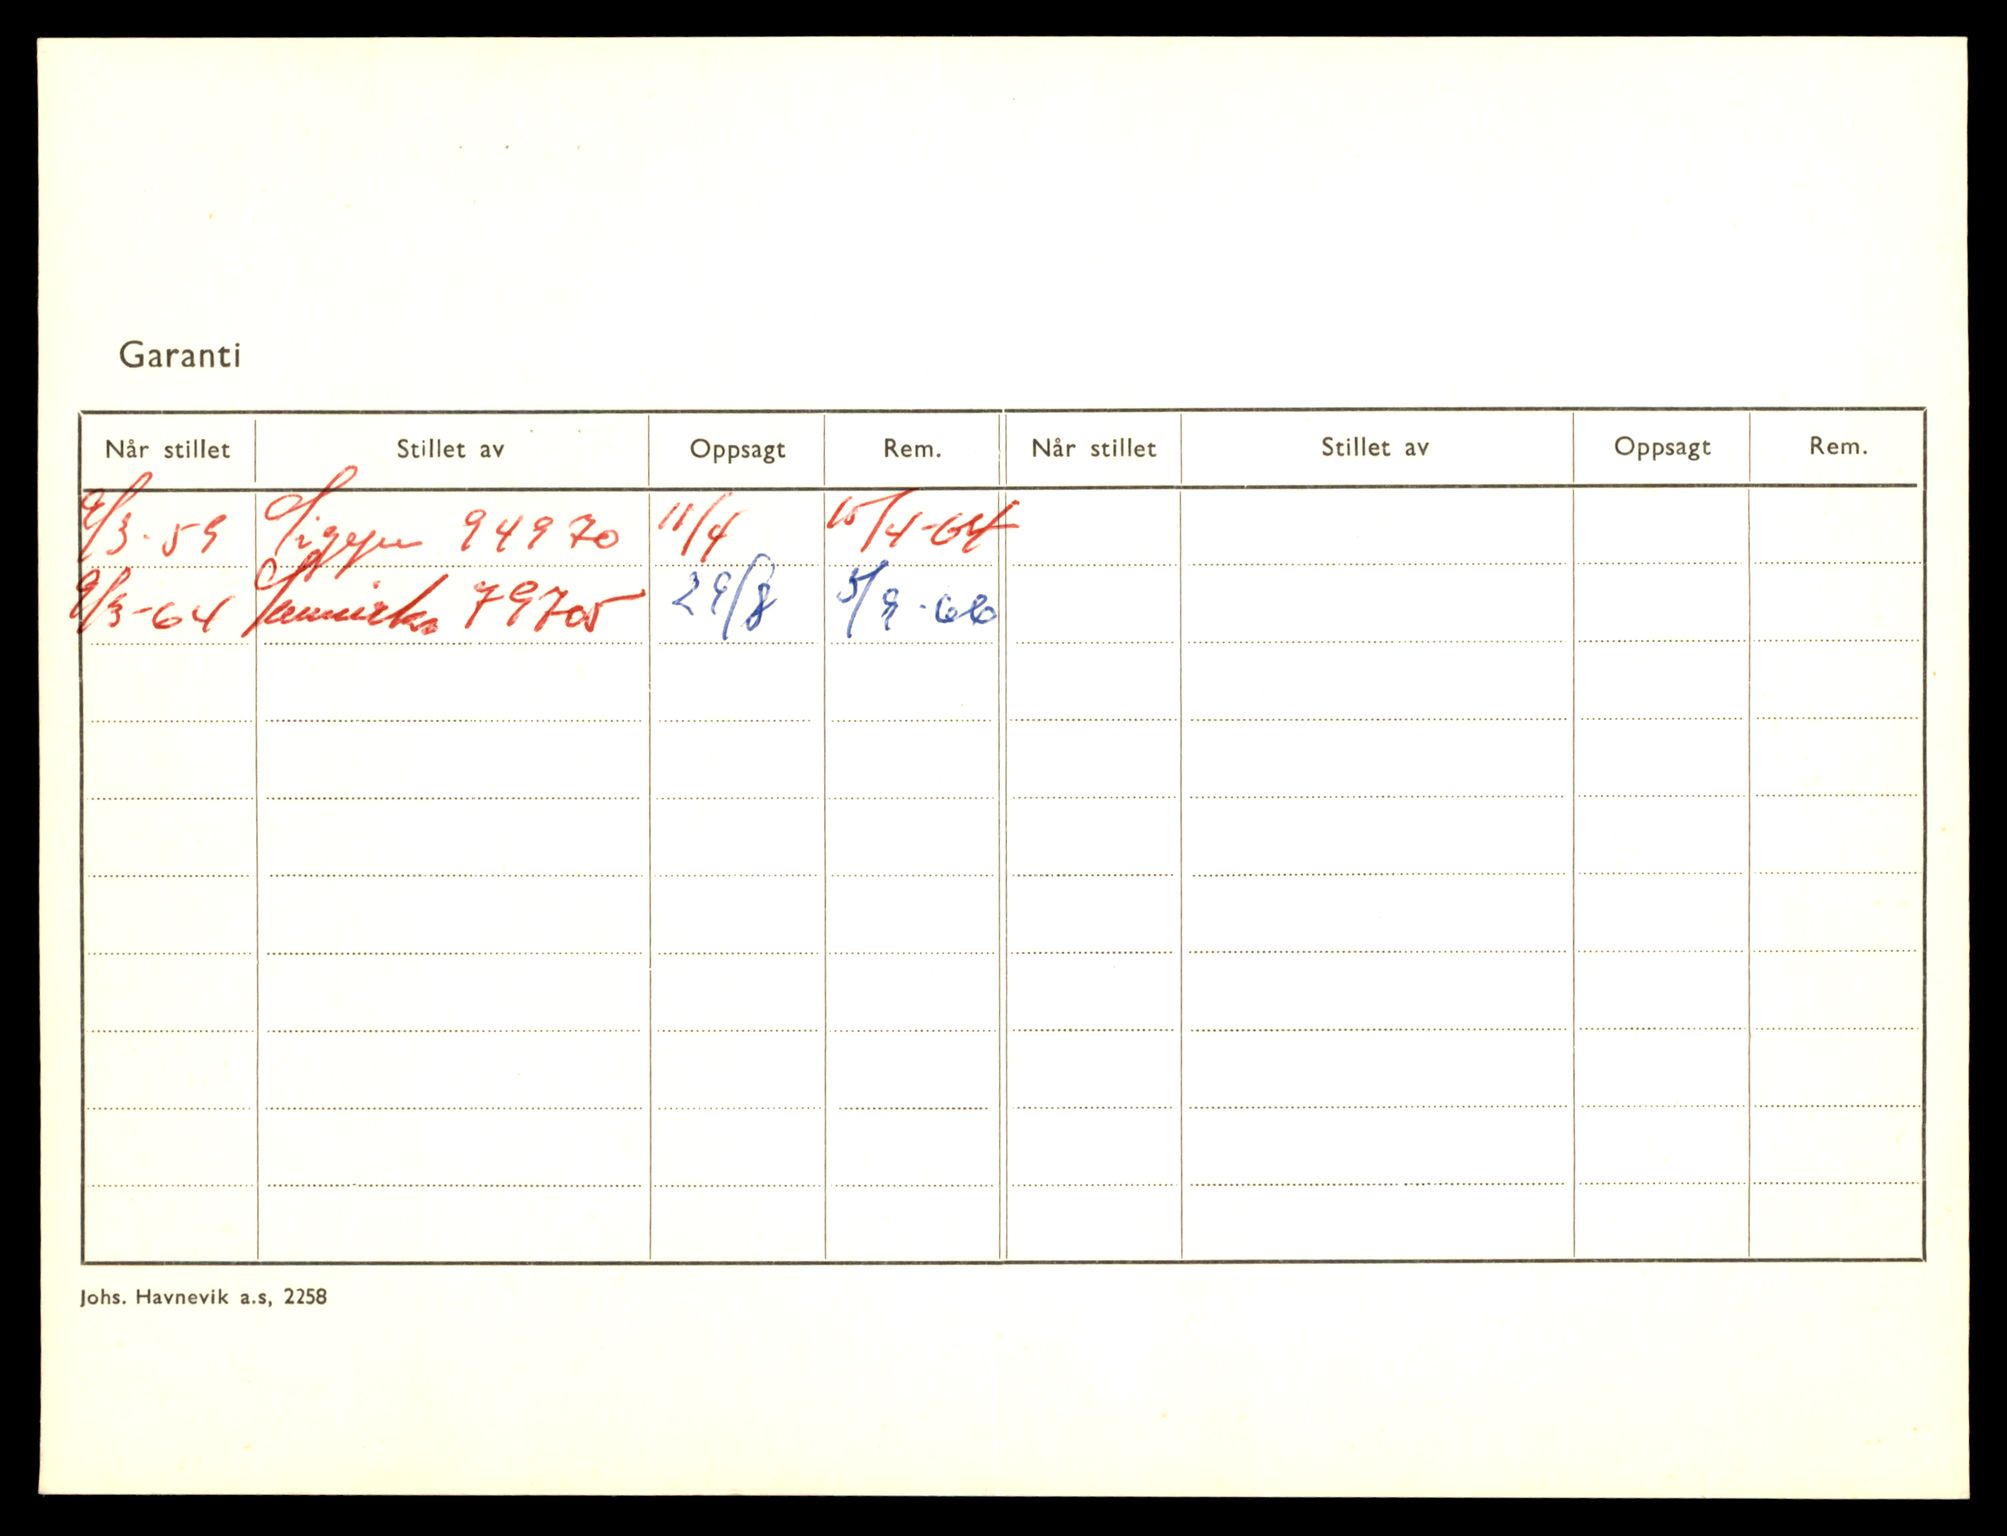 Garanti
Når stillet Stillet av Oppsagt Rem. Når stillet Stillet av Oppsagt Rem.
9/3-59 94970 11/4 15/4-64
9/3-64 79705 29/8 5/9-66
Johs. Havnevik a.s, 2258